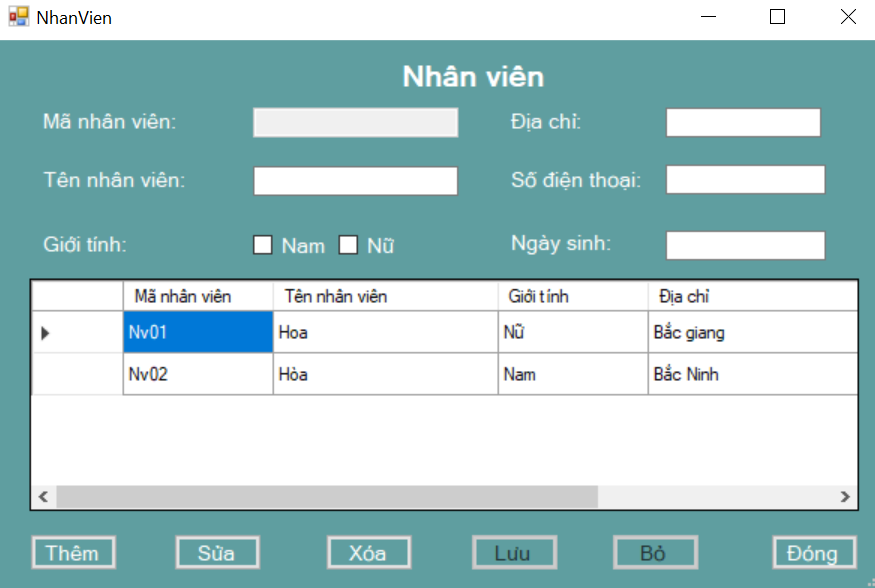 NhanVien
Nhân viên
Mã nhân viên: Địa chỉ:
Tên nhân viên: Số điện thoại:
Giới tính: Nam Nữ Ngày sinh:
Mã nhân viên Tên nhân viên Giới tính Địa chỉ
Nv01 Hoa Nữ Bắc giang
Nv02 Hòa Nam Bắc Ninh
Thêm Sửa Xóa Lưu Bỏ Đóng